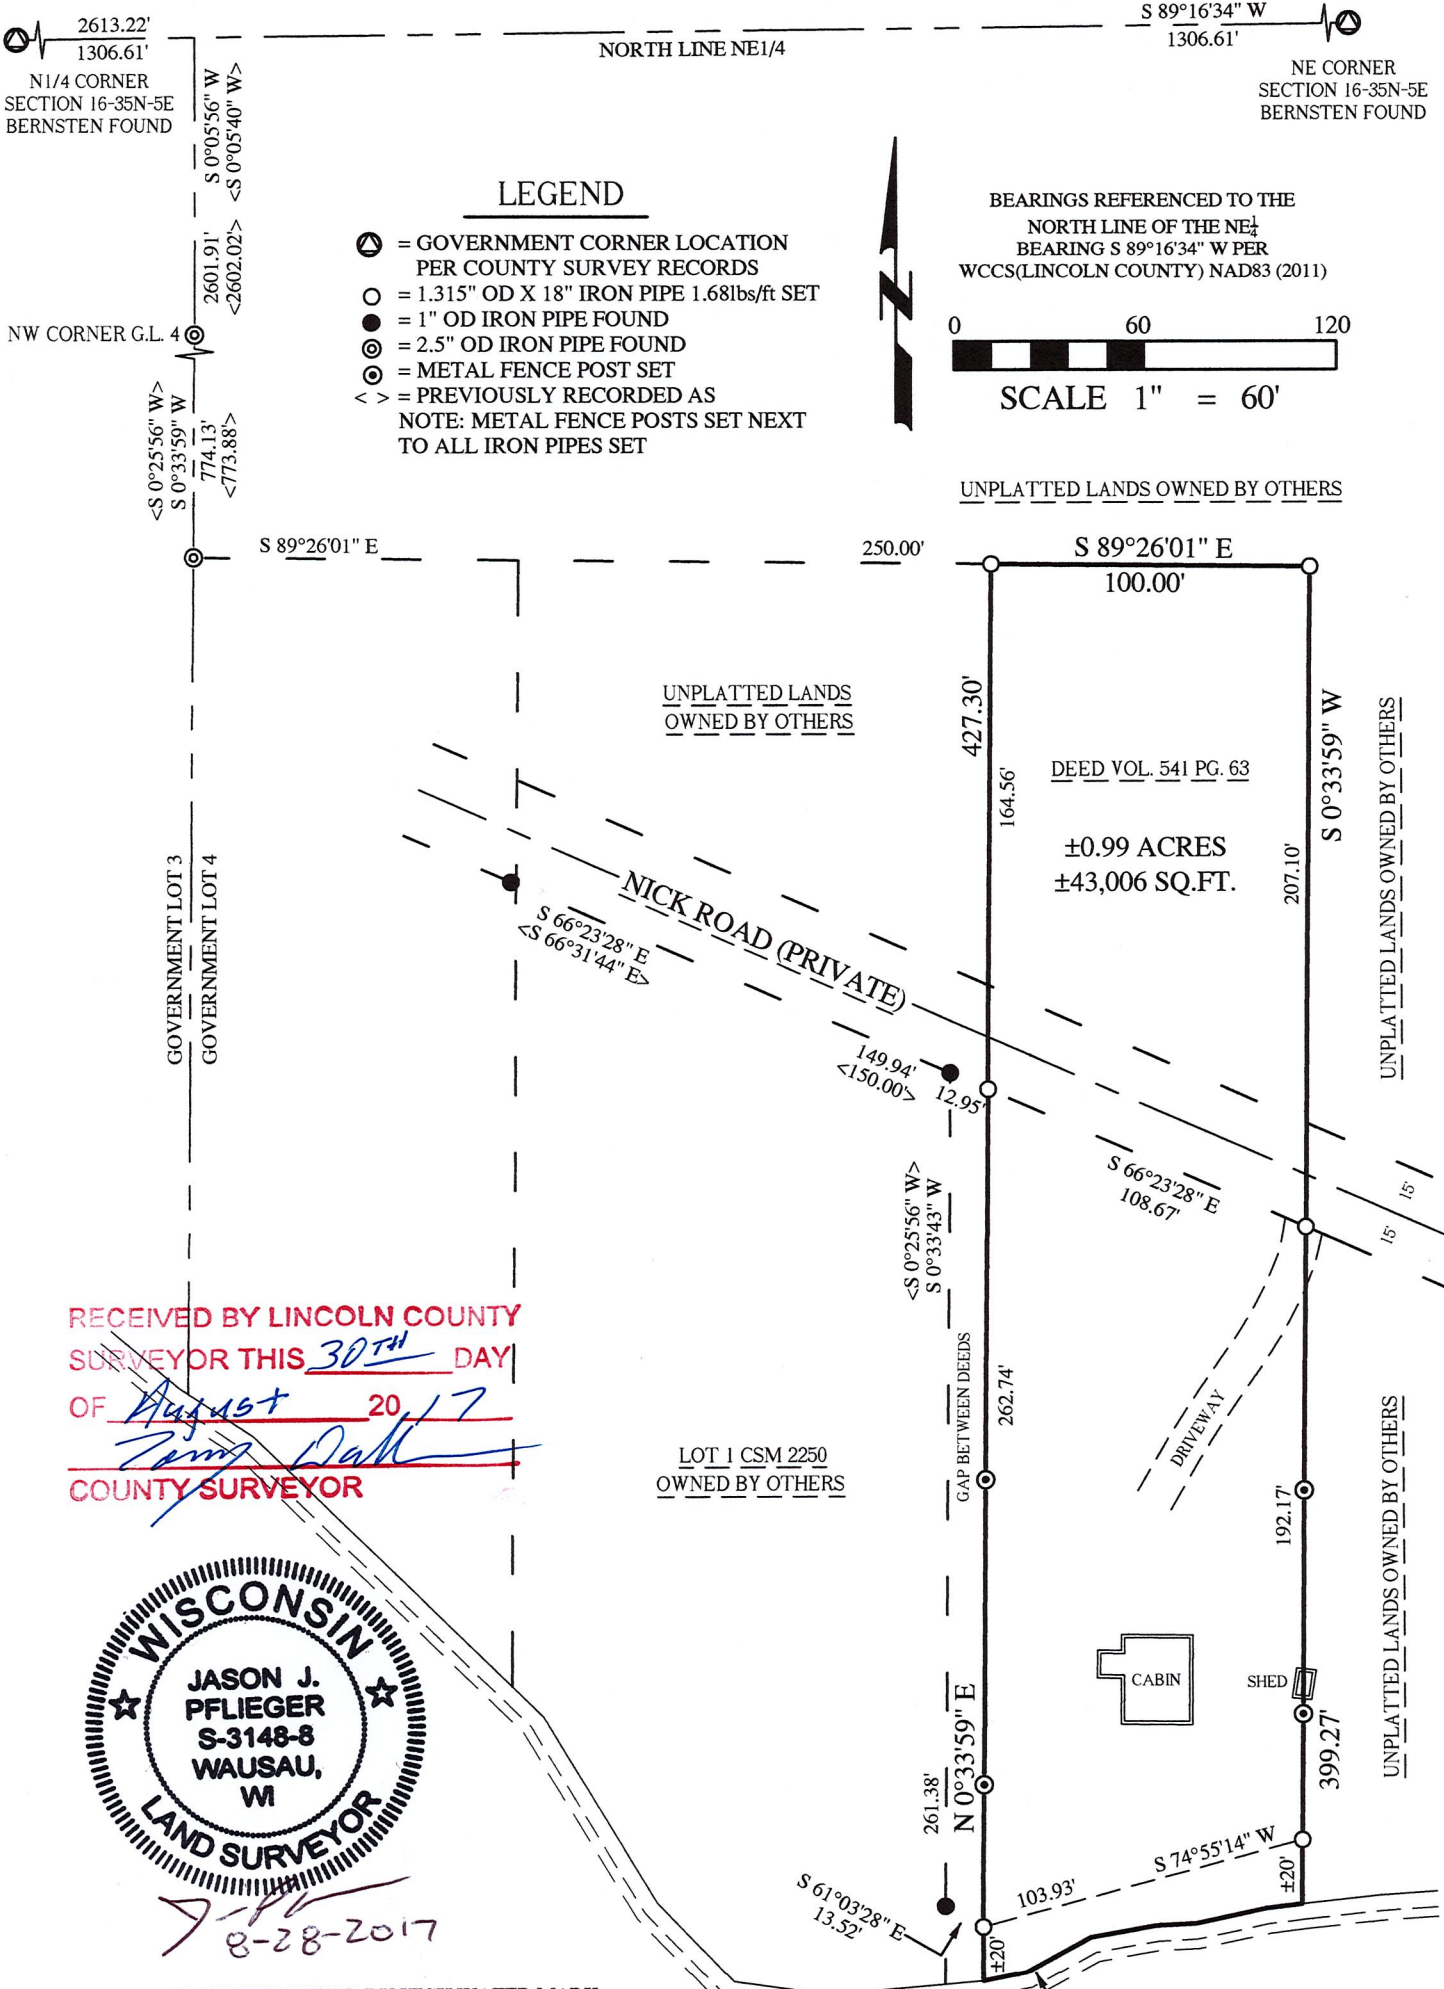 2613.22'
1306.61'
N1/4 CORNER
SECTION 16-35N-5E
BERNSTEN FOUND
NORTH LINE NE1/4
S 89°16'34" W
1306.61'
NE CORNER
SECTION 16-35N-5E
BERNSTEN FOUND
S 0°05'56" W
<S 0°05'40" W>
2601.91'
<2602.02'>
NW CORNER G.L. 4
<S 0°25'56" W>
S 0°33'59" W
774.13'
<773.88'>
LEGEND
= GOVERNMENT CORNER LOCATION
PER COUNTY SURVEY RECORDS
= 1.315" OD X 18" IRON PIPE 1.68lbs/ft SET
= 1" OD IRON PIPE FOUND
= 2.5" OD IRON PIPE FOUND
= METAL FENCE POST SET
< > = PREVIOUSLY RECORDED AS
NOTE: METAL FENCE POSTS SET NEXT
TO ALL IRON PIPES SET
N
BEARINGS REFERENCED TO THE
NORTH LINE OF THE NE1/4
BEARING S 89°16'34" W PER
WCCS(LINCOLN COUNTY) NAD83 (2011)
0 60 120
SCALE 1" = 60'
UNPLATTED LANDS OWNED BY OTHERS
S 89°26'01" E
250.00'
S 89°26'01" E
100.00'
UNPLATTED LANDS
OWNED BY OTHERS
427.30'
164.56'
DEED VOL. 541 PG. 63
±0.99 ACRES
±43,006 SQ.FT.
207.10'
S 0°33'59" W
UNPLATTED LANDS OWNED BY OTHERS
GOVERNMENT LOT 3
GOVERNMENT LOT 4
NICK ROAD (PRIVATE)
S 66°23'28" E
<S 66°31'44" E>
149.94'
<150.00'>
12.95'
S 66°23'28" E
108.67'
15'
15'
<S 0°25'56" W>
S 0°33'43" W
GAP BETWEEN DEEDS
262.74'
DRIVEWAY
192.17'
UNPLATTED LANDS OWNED BY OTHERS
RECEIVED BY LINCOLN COUNTY
SURVEYOR THIS 30TH DAY
OF August 2017
COUNTY SURVEYOR
LOT 1 CSM 2250
OWNED BY OTHERS
WISCONSIN
JASON J.
PFLIEGER
S-3148-8
WAUSAU,
WI
LAND SURVEYOR
8-28-2017
CABIN
SHED
399.27'
261.38'
N 0°33'59" E
S 61°03'28" E
13.52'
103.93'
S 74°55'14" W
±20'
±20'